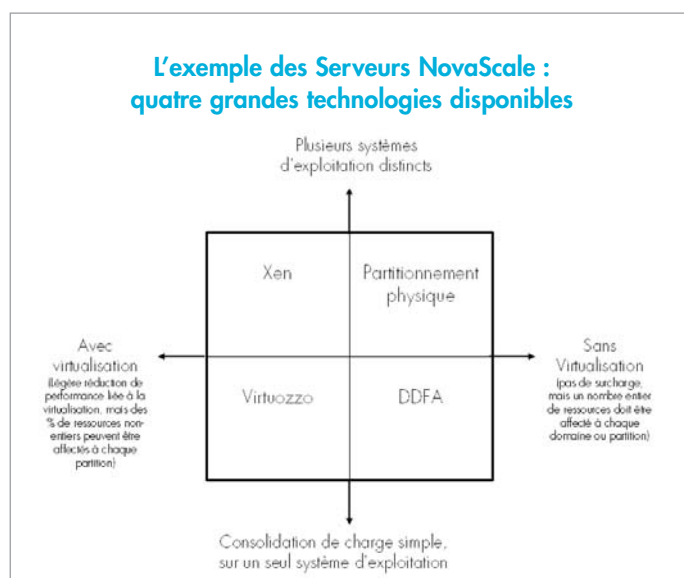 L'exemple des Serveurs NovaScale :
quatre grandes technologies disponibles
Plusieurs systèmes
d'exploitation distincts
Xen
Partitionnement
physique
Avec
virtualisation
(Légère réduction de
performance liée à la
virtualisation, mais des
% de ressources non-
entiers peuvent être
affectés à chaque
partition)
Sans
Virtualisation
(pas de surcharge,
mais un nombre entier
de ressources doit être
affecté à chaque
domaine ou partition)
Virtuozzo
DDFA
Consolidation de charge simple,
sur un seul système d'exploitation